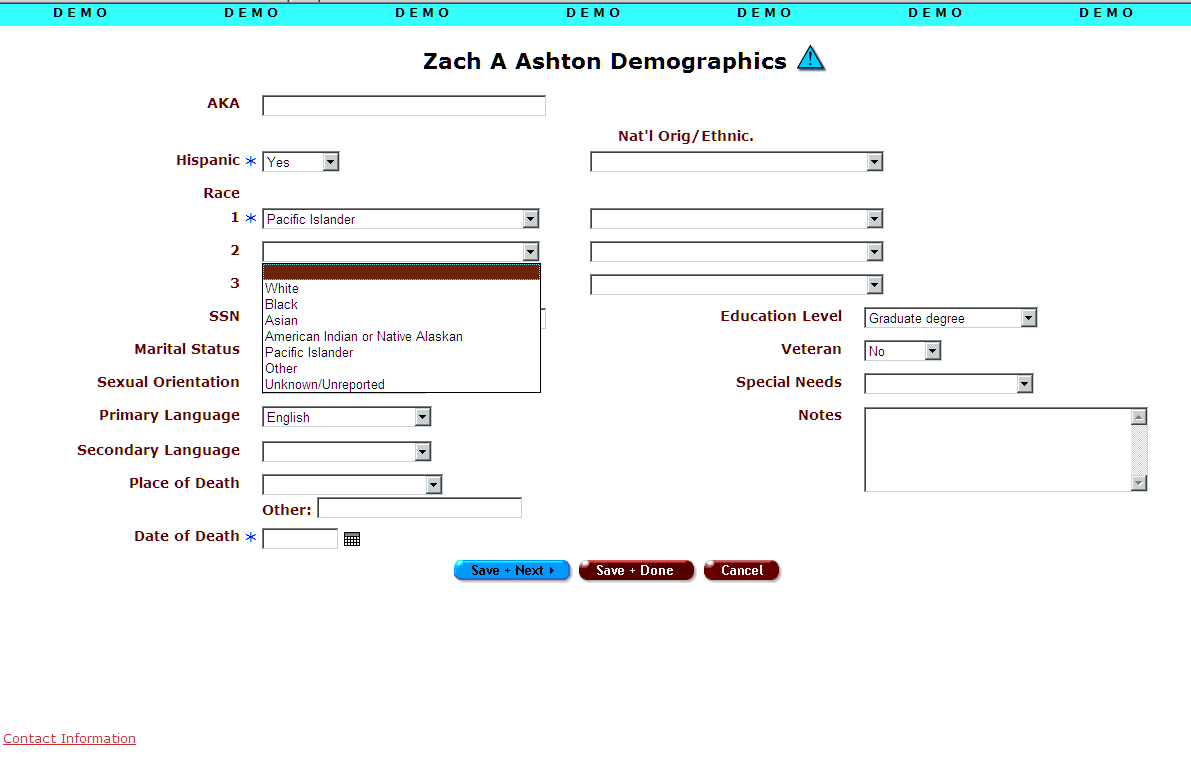 DEMO DEMO DEMO DEMO DEMO DEMO DEMO
Zach A Ashton Demographics
AKA
Nat'l Orig/Ethnic.
Hispanic * Yes
Race
1 * Pacific Islander
2
3
White
Black
Asian
American Indian or Native Alaskan
Pacific Islander
Other
Unknown/Unreported
SSN
Education Level Graduate degree
Marital Status
Veteran No
Sexual Orientation
Special Needs
Primary Language English
Notes
Secondary Language
Place of Death
Other:
Date of Death *
Save + Next Save + Done Cancel
Contact Information